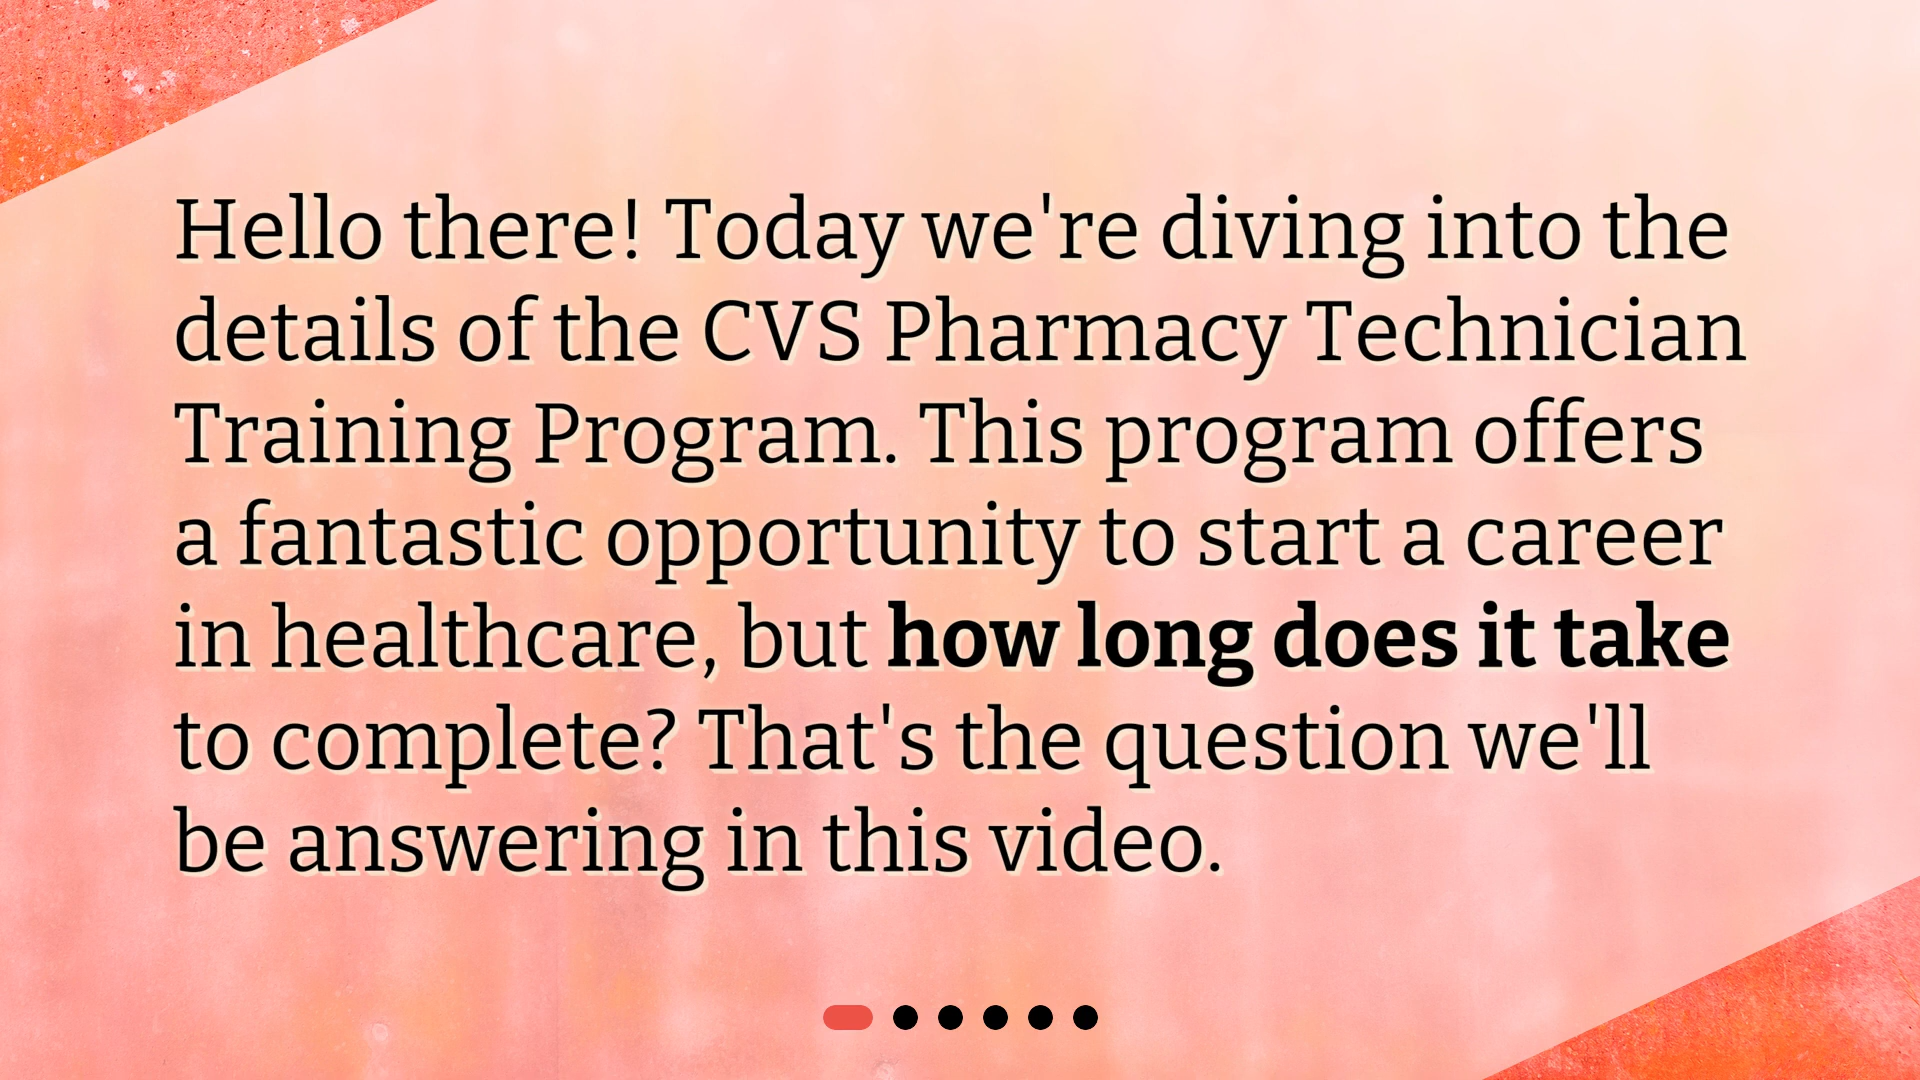 Hello there! Today we're diving into the
details of the CVS Pharmacy Technician
Training Program. This program offers
a fantastic opportunity to start a career
in healthcare, but how long does it take
to complete? That's the question we'll
be answering in this video.